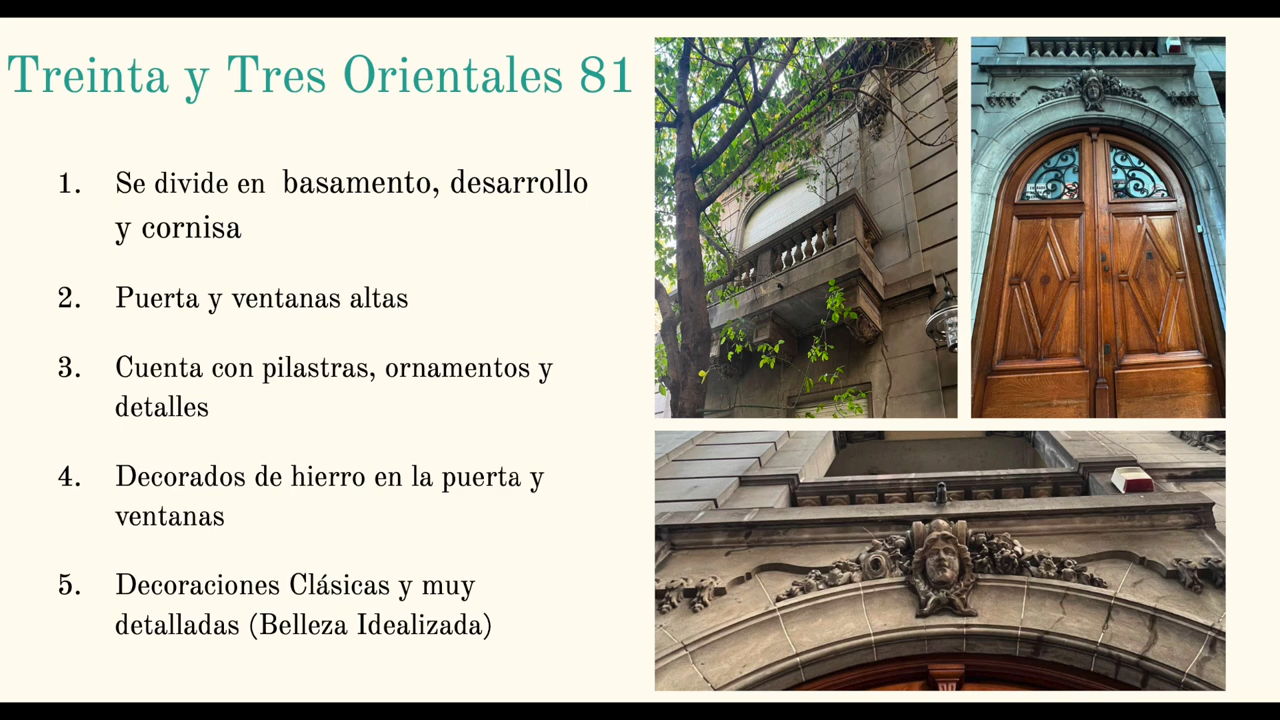 Treinta y Tres Orientales 81
1. Se divide en basamento, desarrollo
y cornisa
2. Puerta y ventanas altas
3. Cuenta con pilastras, ornamentos y
detalles
4. Decorados de hierro en la puerta y
ventanas
5. Decoraciones Clásicas y muy
detalladas (Belleza Idealizada)